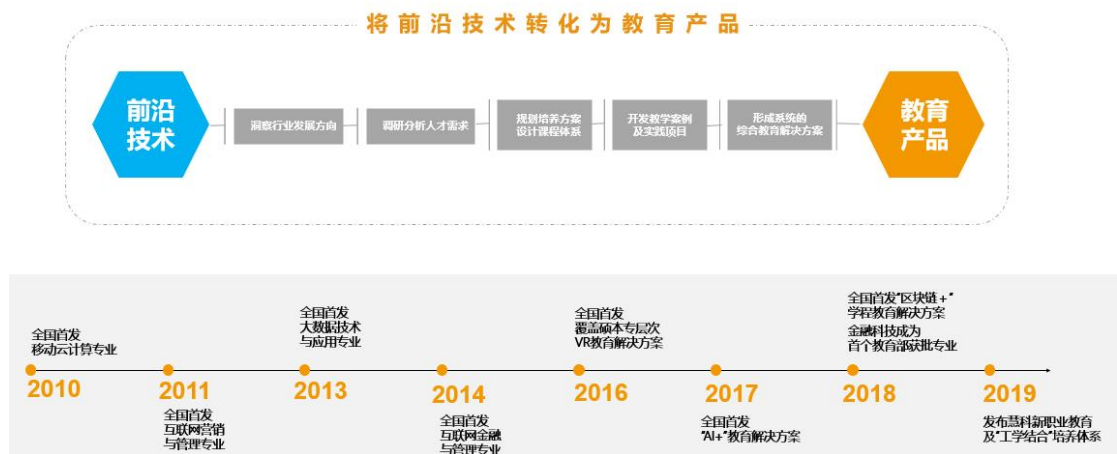 将前沿技术转化为教育产品
前沿
技术
洞察行业发展方向
调研分析人才需求
规划培养方案
设计课程体系
开发教学案例
及实践项目
形成系统的
综合教育解决方案
教育
产品
全国首发
移动云计算专业
2010
2011
全国首发
互联网营销
与管理专业
全国首发
大数据技术
与应用专业
2013
2014
全国首发
互联网金融
与管理专业
全国首发
覆盖硕本专层次
VR教育解决方案
2016
2017
全国首发
"AI+"教育解决方案
全国首发"区块链+"
学程教育解决方案
金融科技成为
首个教育部获批专业
2018
2019
发布慧科新职业教育
及"工学结合"培养体系